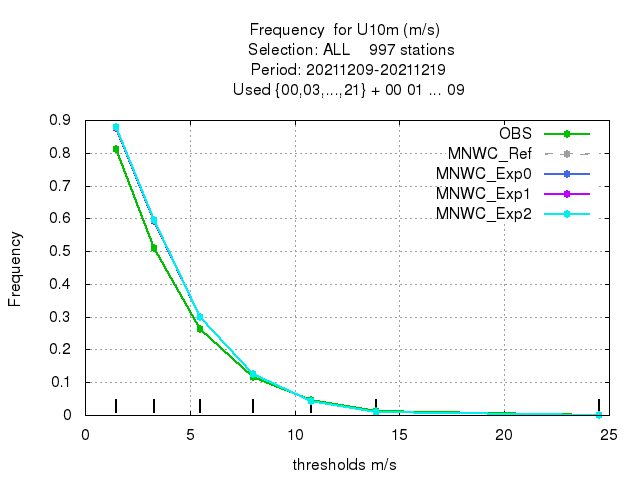 Frequency for U10m (m/s)
Selection: ALL 997 stations
Period: 20211209-20211219
Used {00,03,...,21} + 00 01 ... 09
0.9
0.8
0.7
0.6
0.5
0.4
0.3
0.2
0.1
0
Frequency
OBS
MNWC_Ref
MNWC_Exp0
MNWC_Exp1
MNWC_Exp2
0 5 10 15 20 25
thresholds m/s